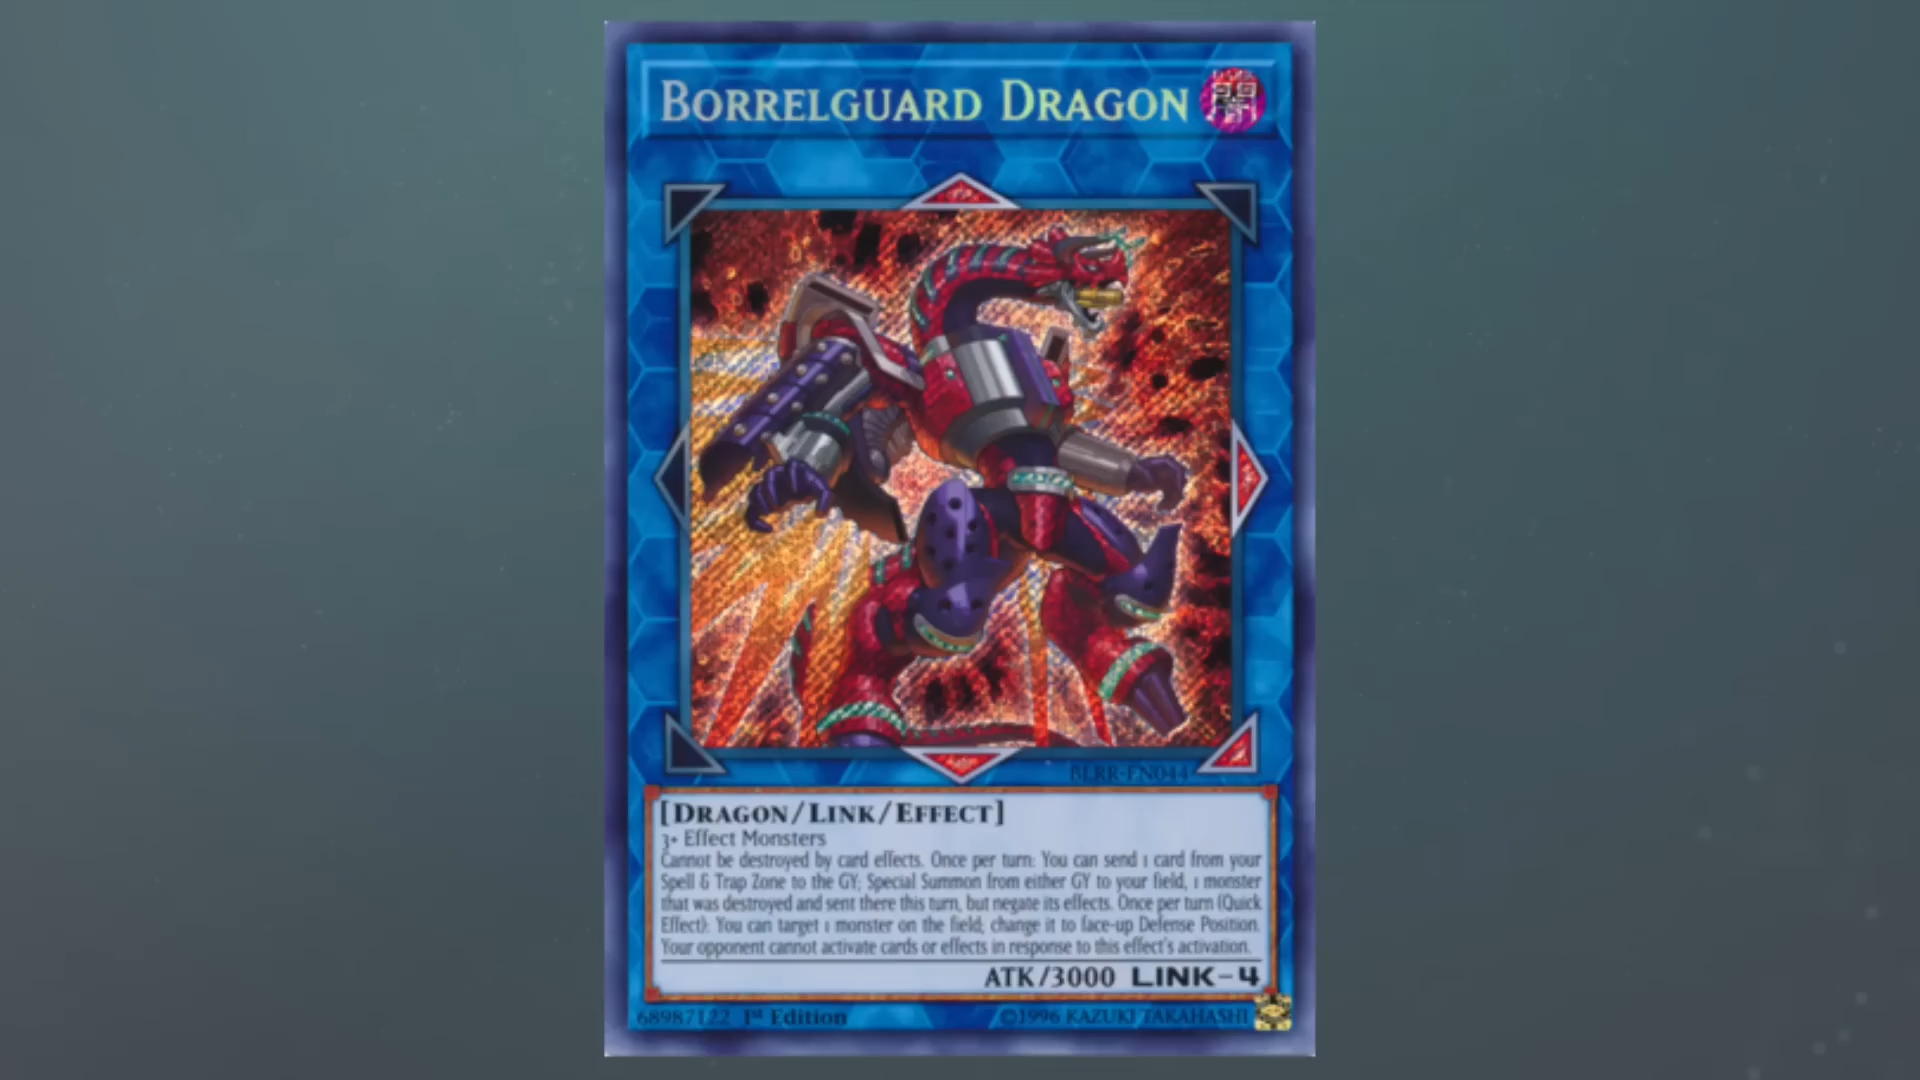 BORRELGUARD DRAGON
BLRR-EN044
[DRAGON/LINK/EFFECT]
3+ Effect Monsters
Cannot be destroyed by card effects. Once per turn: You can send 1 card from your
Spell & Trap Zone to the GY; Special Summon from either GY to your field, 1 monster
that was destroyed and sent there this turn, but negate its effects. Once per turn (Quick
Effect): You can target 1 monster on the field; change it to face-up Defense Position.
Your opponent cannot activate cards or effects in response to this effect's activation.
ATK/3000 LINK-4
68987122 1st Edition
©1996 KAZUKI TAKAHASHI